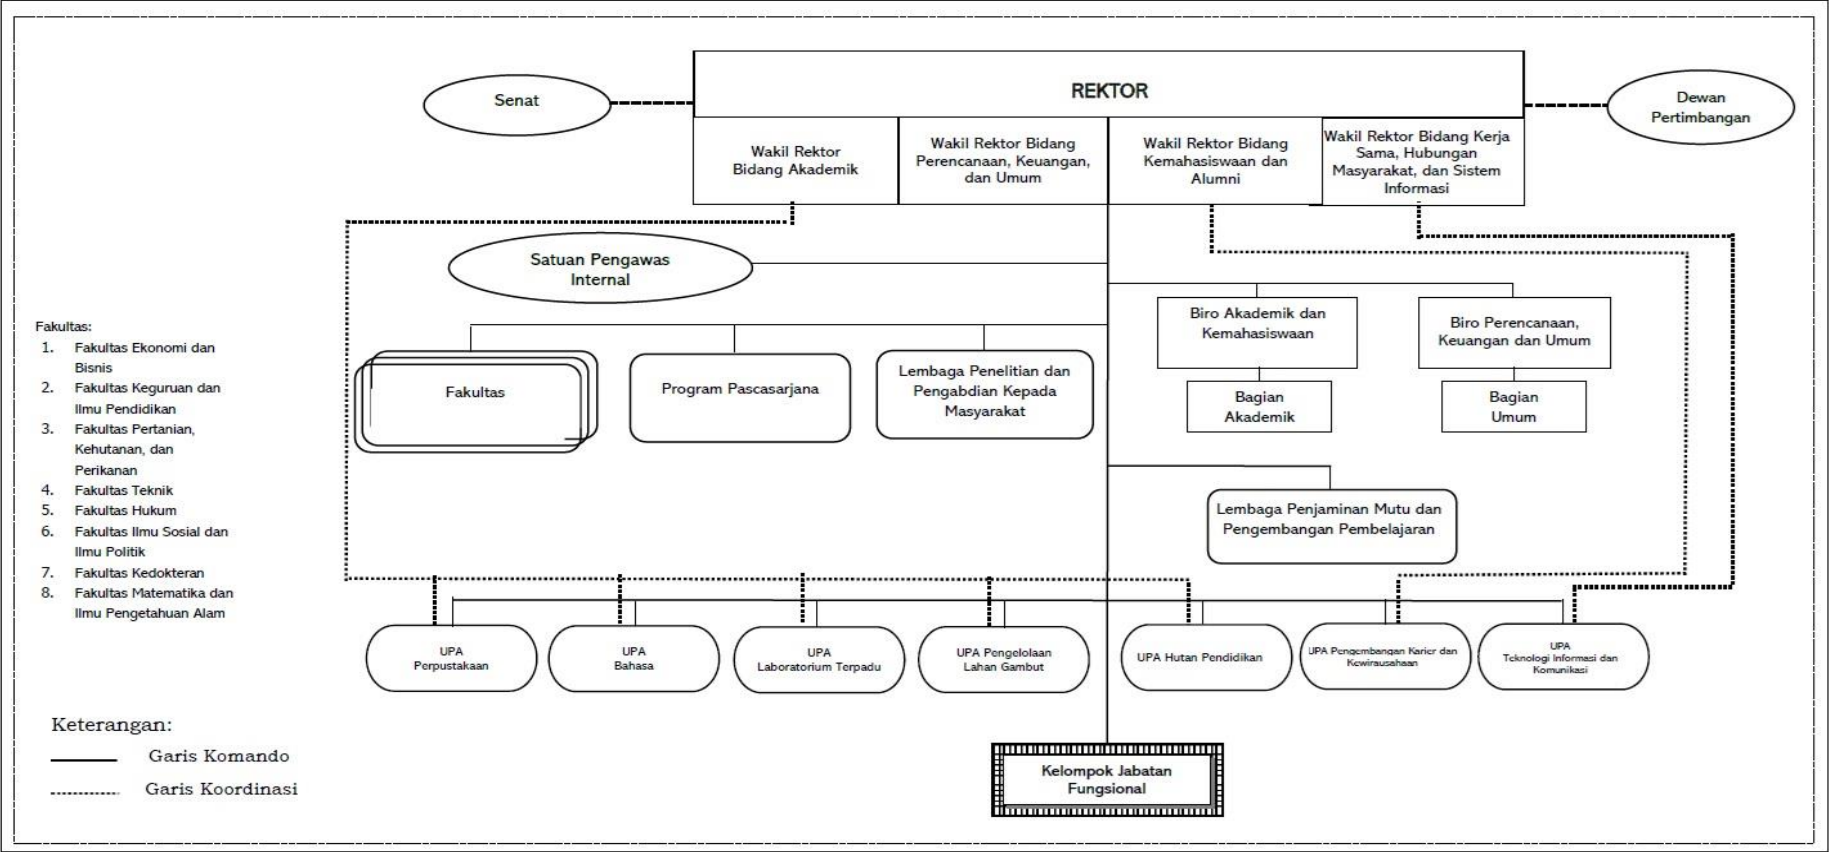 Senat
REKTOR
Dewan
Pertimbangan
Wakil Rektor
Bidang Akademik
Wakil Rektor Bidang
Perencanaan, Keuangan,
dan Umum
Wakil Rektor Bidang
Kemahasiswaan dan
Alumni
Wakil Rektor Bidang Kerja
Sama, Hubungan
Masyarakat, dan Sistem
Informasi
Satuan Pengawas
Internal
Biro Akademik dan
Kemahasiswaan
Biro Perencanaan,
Keuangan dan Umum
Bagian
Akademik
Bagian
Umum
Fakultas
Program Pascasarjana
Lembaga Penelitian dan
Pengabdian Kepada
Masyarakat
Lembaga Penjaminan Mutu dan
Pengembangan Pembelajaran
Fakultas:
1. Fakultas Ekonomi dan
Bisnis
2. Fakultas Keguruan dan
Ilmu Pendidikan
3. Fakultas Pertanian,
Kehutanan, dan
Perikanan
4. Fakultas Teknik
5. Fakultas Hukum
6. Fakultas Ilmu Sosial dan
Ilmu Politik
7. Fakultas Kedokteran
8. Fakultas Matematika dan
Ilmu Pengetahuan Alam
UPA
Perpustakaan
UPA
Bahasa
UPA
Laboratorium Terpadu
UPA Pengelolaan
Lahan Gambut
UPA Hutan Pendidikan
UPA Pengembangan Karier dan
Kewirausahaan
UPA
Teknologi Informasi dan
Komunikasi
Keterangan:
Garis Komando
Garis Koordinasi
Kelompok Jabatan
Fungsional